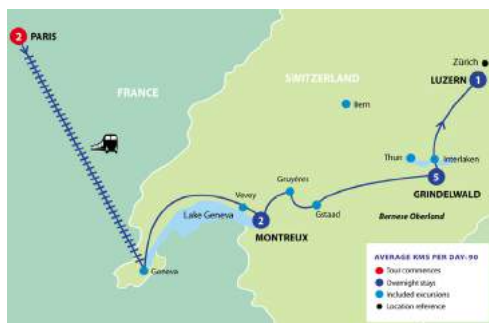 2 PARIS
Zürich
LUZERN 1
SWITZERLAND
FRANCE
Bern
Thun
Interlaken
5
GRINDELWALD
Gruyéres
Vevey
Gstaad
Lake Geneva
2
MONTREUX
Bernese Oberland
Geneva
AVERAGE KMS PER DAY- 90
Tour commences
Overnight stays
Included excursions
Location reference